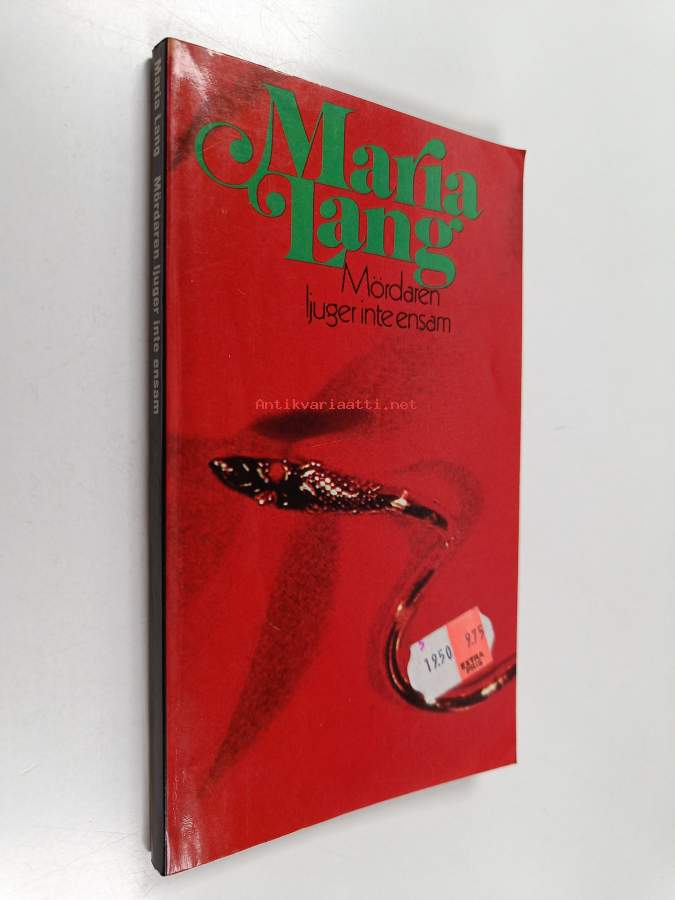 Maria Lang Mördaren ljuger inte ensam
Maria
Lang
Mördaren
ljuger inte ensam
Antikvariaatti.net
19.50
9.75
EXTRA
PRIS